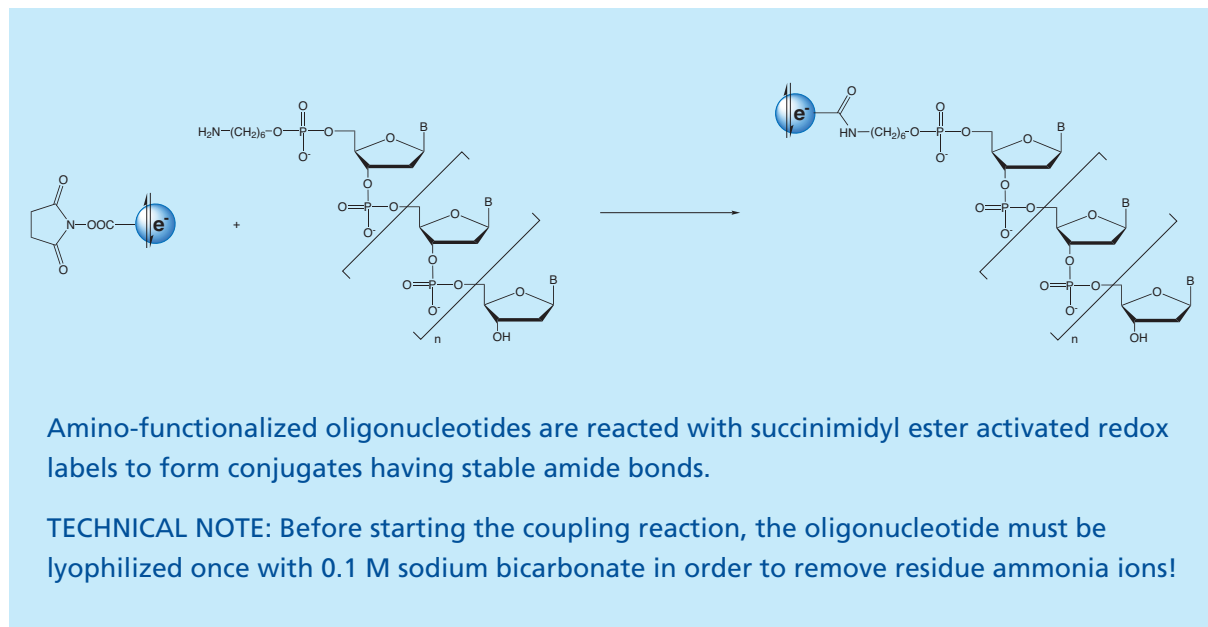 O
O
e-
C
HN–(CH2)6–O–P–O
O-
B
O
H2N–(CH2)6–O–P–O
O-
O
B
O
O
O=P–O
O-
B
O
O
O=P–O
O-
B
O
OH
n
O
N–OOC
e-
O
+
O
O=P–O
O-
B
O
O
O=P–O
O-
B
O
OH
n
Amino-functionalized oligonucleotides are reacted with succinimidyl ester activated redox
labels to form conjugates having stable amide bonds.
TECHNICAL NOTE: Before starting the coupling reaction, the oligonucleotide must be
lyophilized once with 0.1 M sodium bicarbonate in order to remove residue ammonia ions!